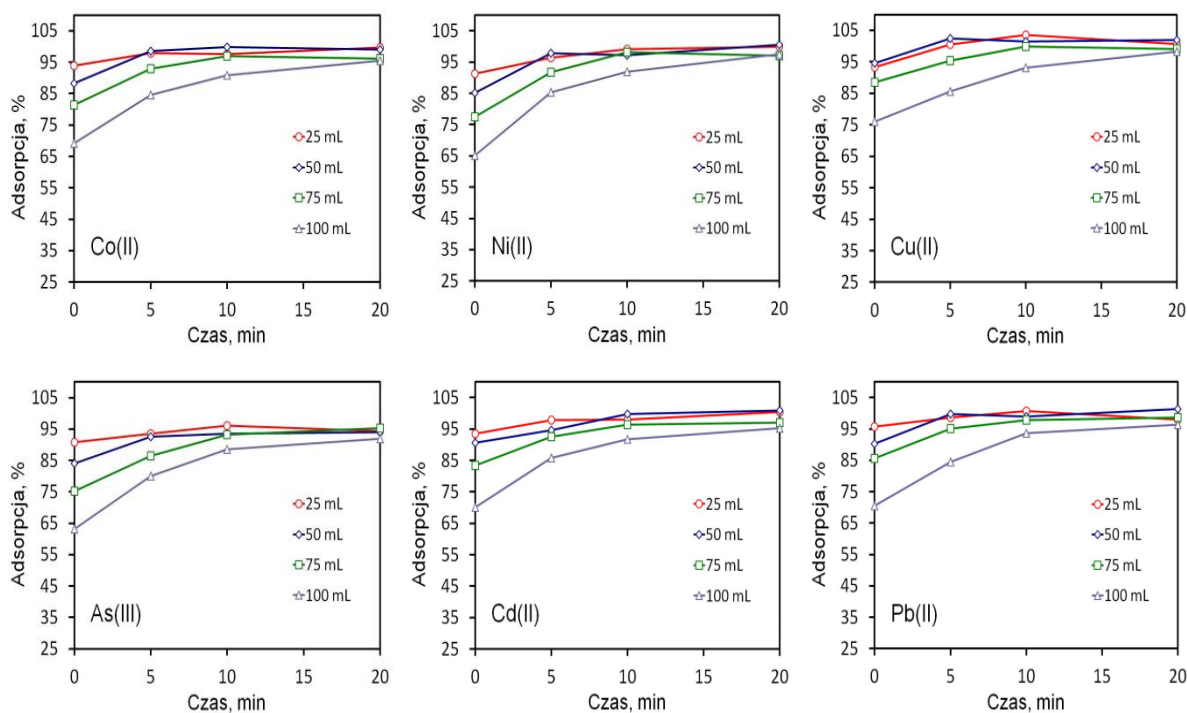 105
95
85
75
65
55
45
35
25
Adsorpcja, %
25 mL
50 mL
75 mL
100 mL
Co(II)
0 5 10 15 20
Czas, min
105
95
85
75
65
55
45
35
25
Adsorpcja, %
25 mL
50 mL
75 mL
100 mL
Ni(II)
0 5 10 15 20
Czas, min
105
95
85
75
65
55
45
35
25
Adsorpcja, %
25 mL
50 mL
75 mL
100 mL
Cu(II)
0 5 10 15 20
Czas, min
105
95
85
75
65
55
45
35
25
Adsorpcja, %
25 mL
50 mL
75 mL
100 mL
As(III)
0 5 10 15 20
Czas, min
105
95
85
75
65
55
45
35
25
Adsorpcja, %
25 mL
50 mL
75 mL
100 mL
Cd(II)
0 5 10 15 20
Czas, min
105
95
85
75
65
55
45
35
25
Adsorpcja, %
25 mL
50 mL
75 mL
100 mL
Pb(II)
0 5 10 15 20
Czas, min